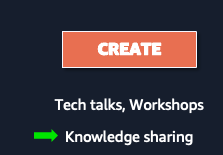 CREATE
Tech talks, Workshops
Knowledge sharing